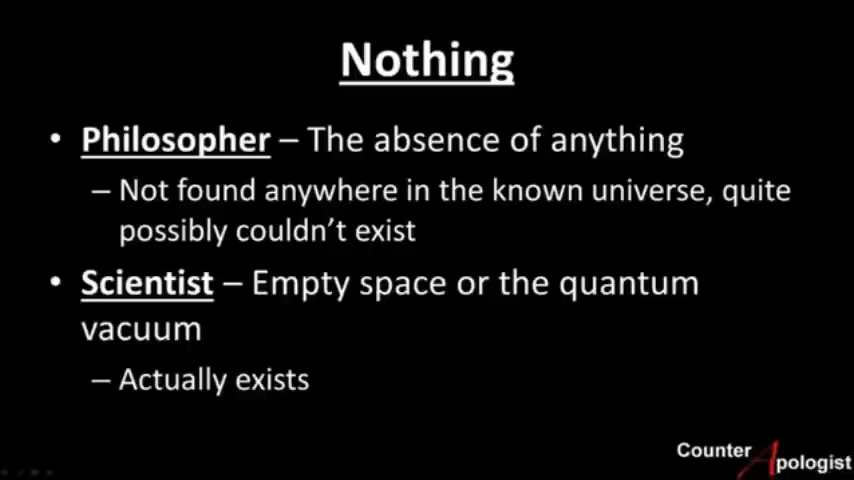 Nothing
• Philosopher – The absence of anything
– Not found anywhere in the known universe, quite
possibly couldn’t exist
• Scientist – Empty space or the quantum
vacuum
– Actually exists
Counter Apologist